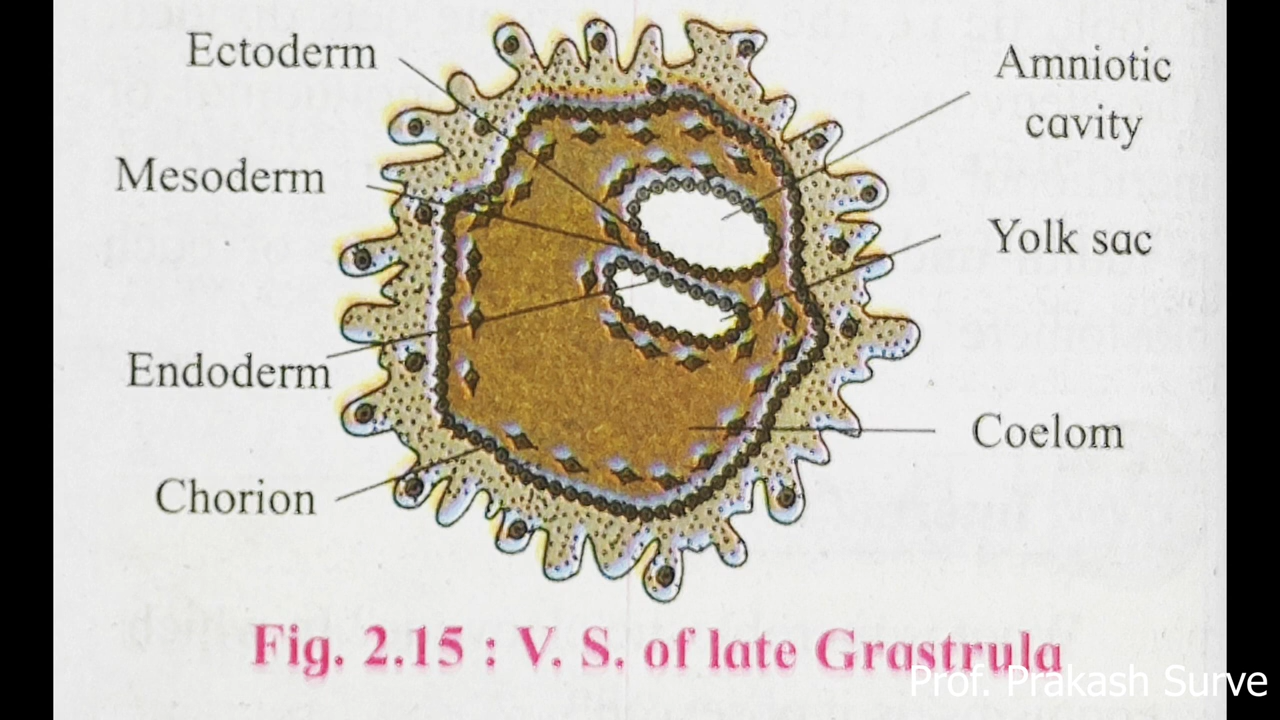 Ectoderm
Amniotic
cavity
Mesoderm
Yolk sac
Endoderm
Coelom
Chorion
Fig. 2.15 : V. S. of late Grastrula
Prof. Prakash Surve